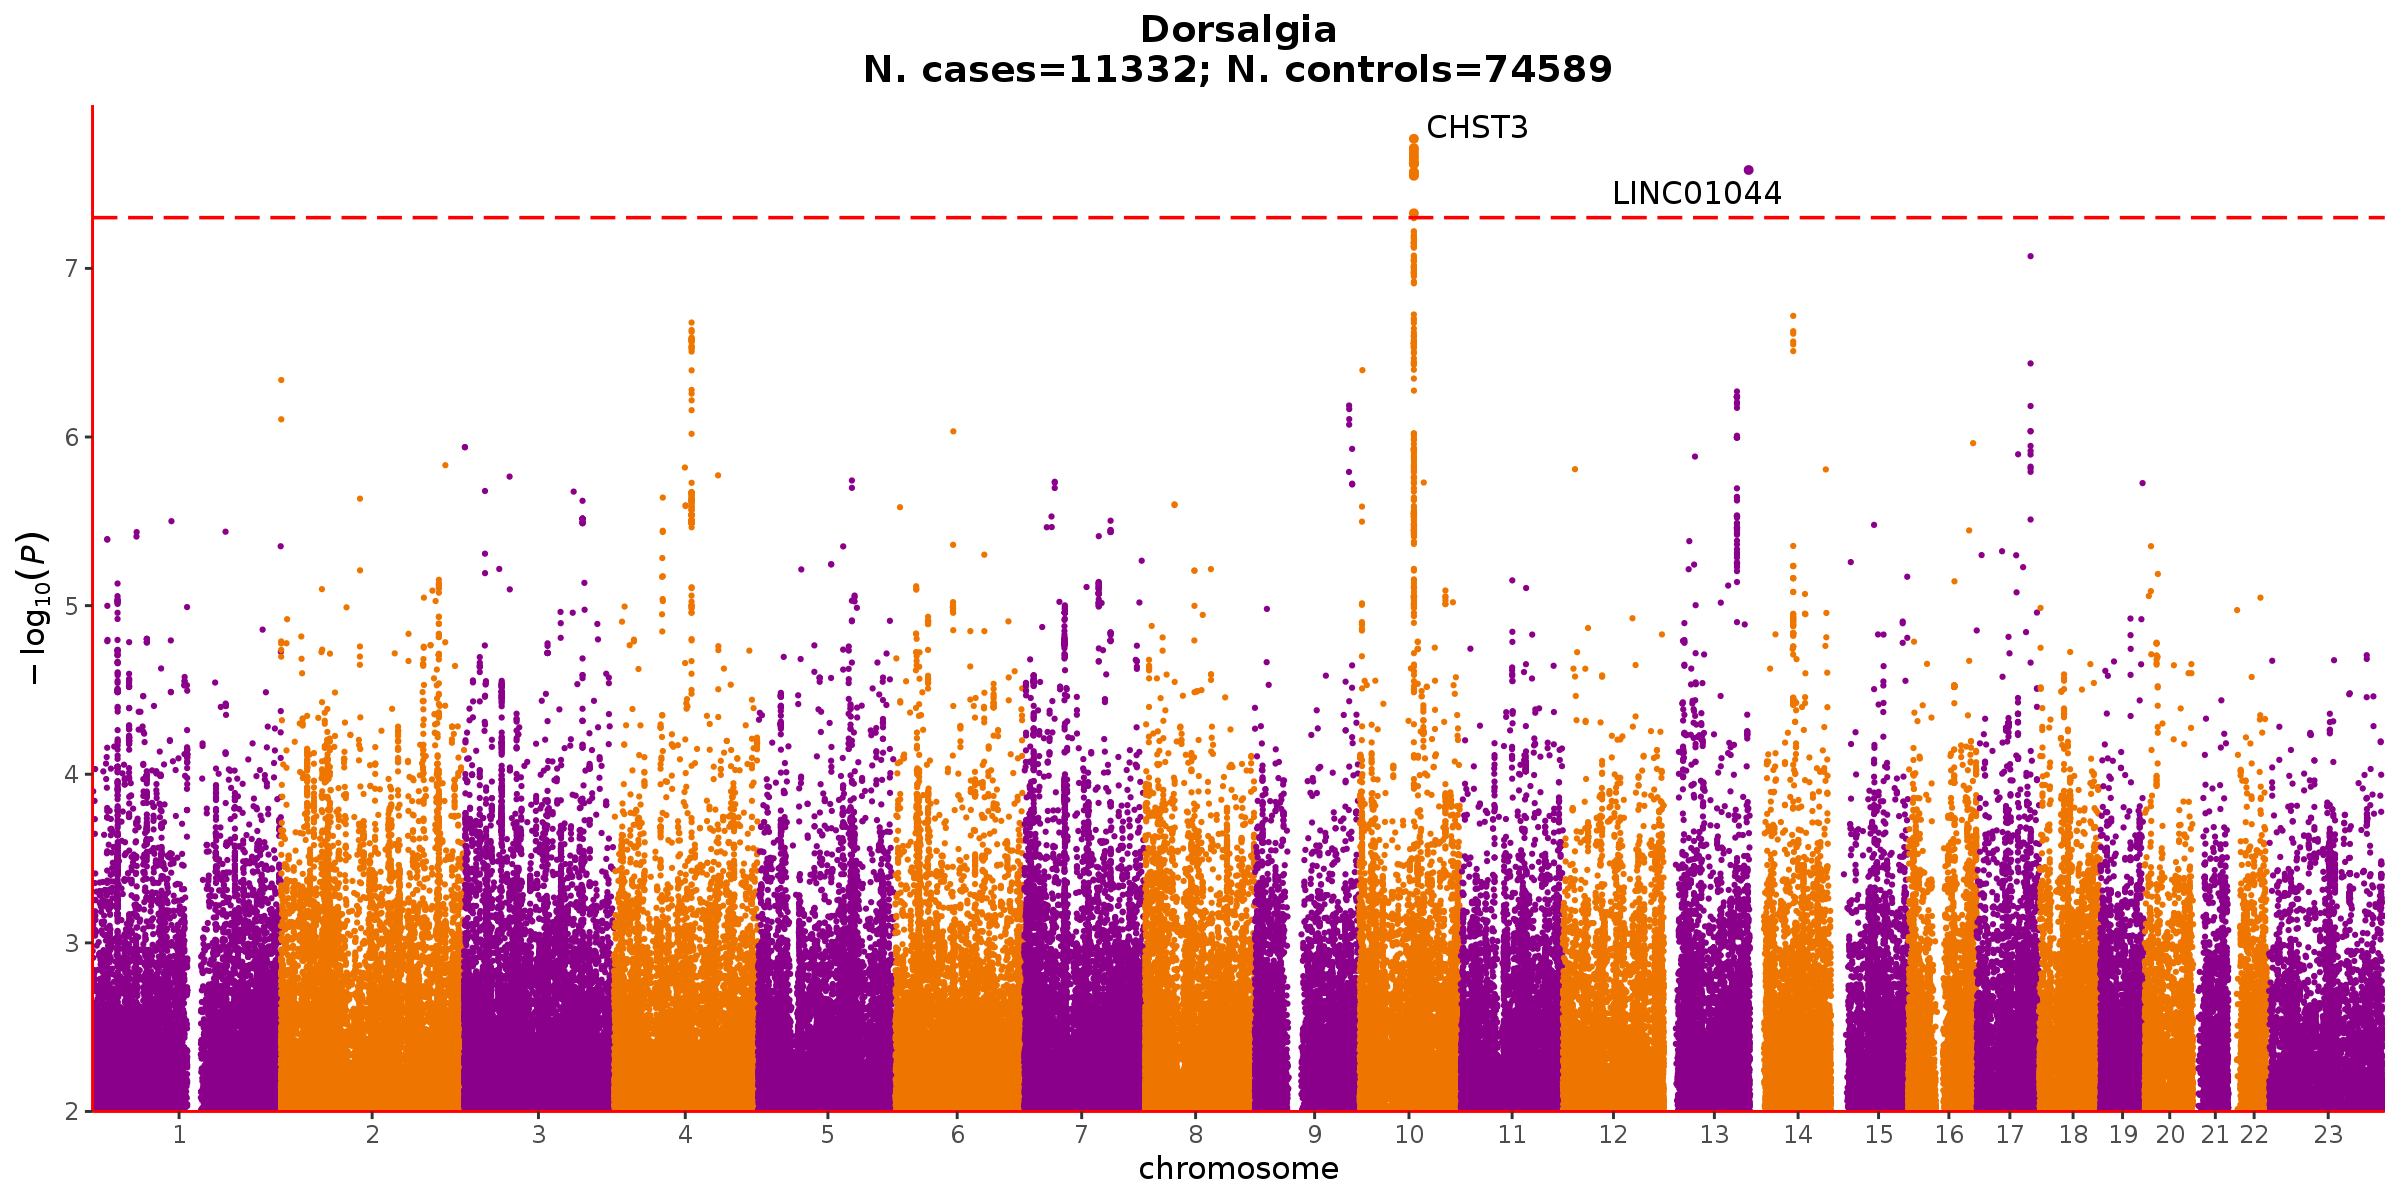 Dorsalgia
N. cases=11332; N. controls=74589
CHST3
LINC01044
7
6
5
4
3
2
−log₁₀(P)
1 2 3 4 5 6 7 8 9 10 11 12 13 14 15 16 17 18 19 20 21 22 23
chromosome